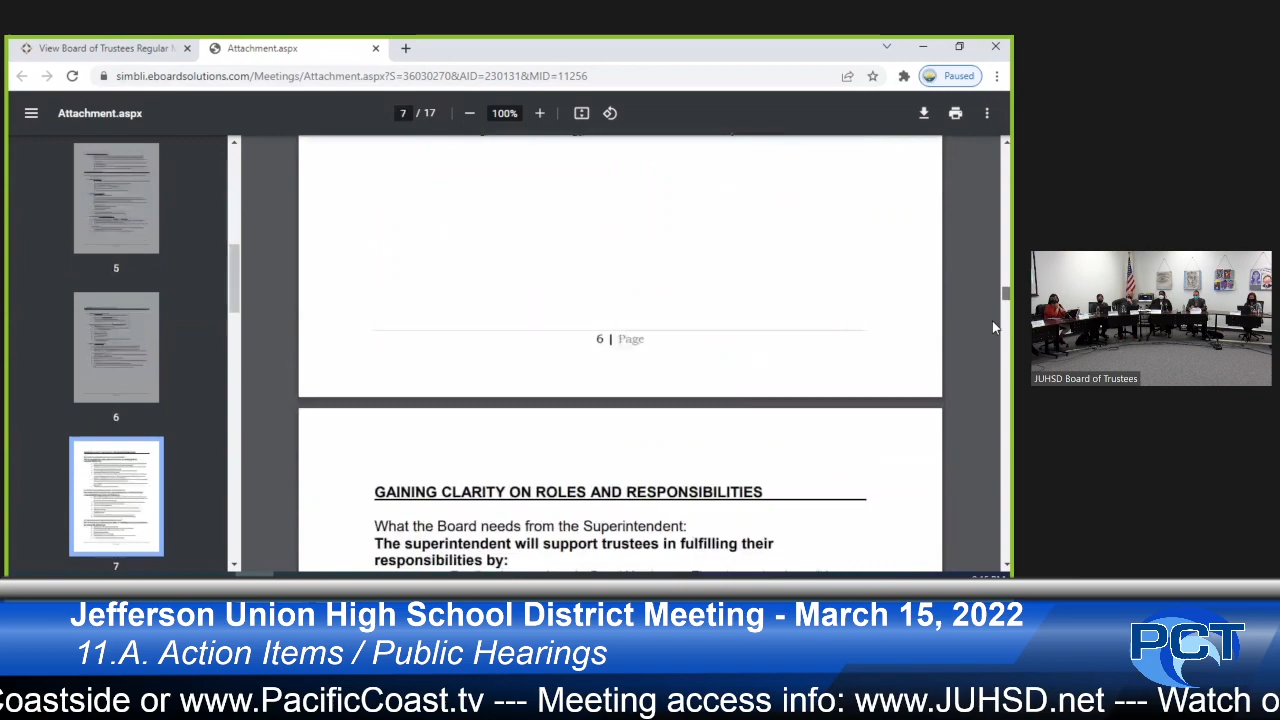 View Board of Trustees Regular M
Attachment.aspx
simbli.eboardsolutions.com/Meetings/Attachment.aspx?S=36030270&AID=230131&MID=11256
Paused
Attachment.aspx
7 / 17
100%
5
6
7
6 | Page
GAINING CLARITY ON ROLES AND RESPONSIBILITIES
What the Board needs from the Superintendent:
The superintendent will support trustees in fulfilling their
responsibilities by:
JUHSD Board of Trustees
Jefferson Union High School District Meeting - March 15, 2022
11.A. Action Items / Public Hearings
PCT
Coastside or www.PacificCoast.tv --- Meeting access info: www.JUHSD.net --- Watch o